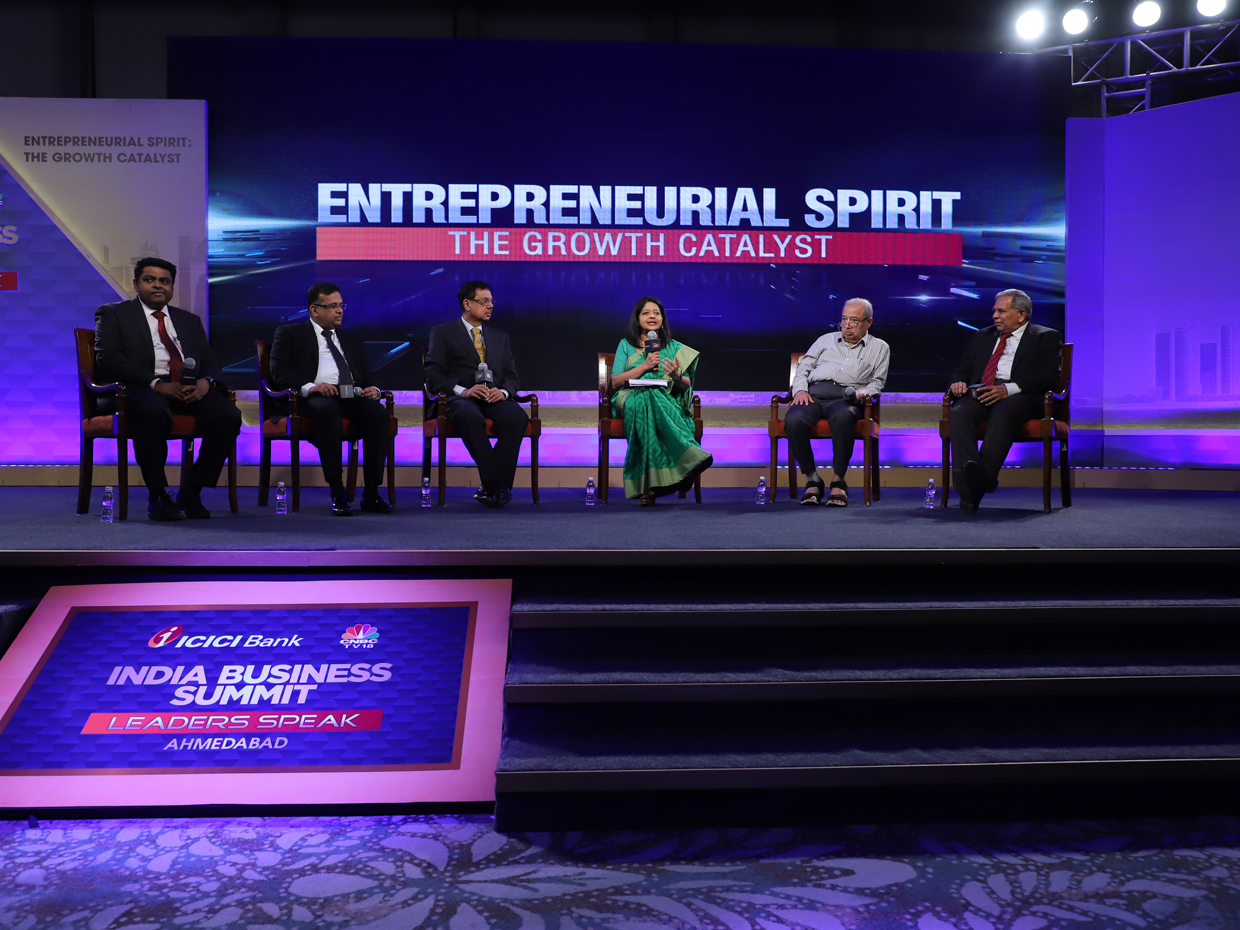 ENTREPRENEURIAL SPIRIT:
THE GROWTH CATALYST
ENTREPRENEURIAL SPIRIT
THE GROWTH CATALYST
ICICI Bank
CNBC
TV18
INDIA BUSINESS
SUMMIT
LEADERS SPEAK
AHMEDABAD